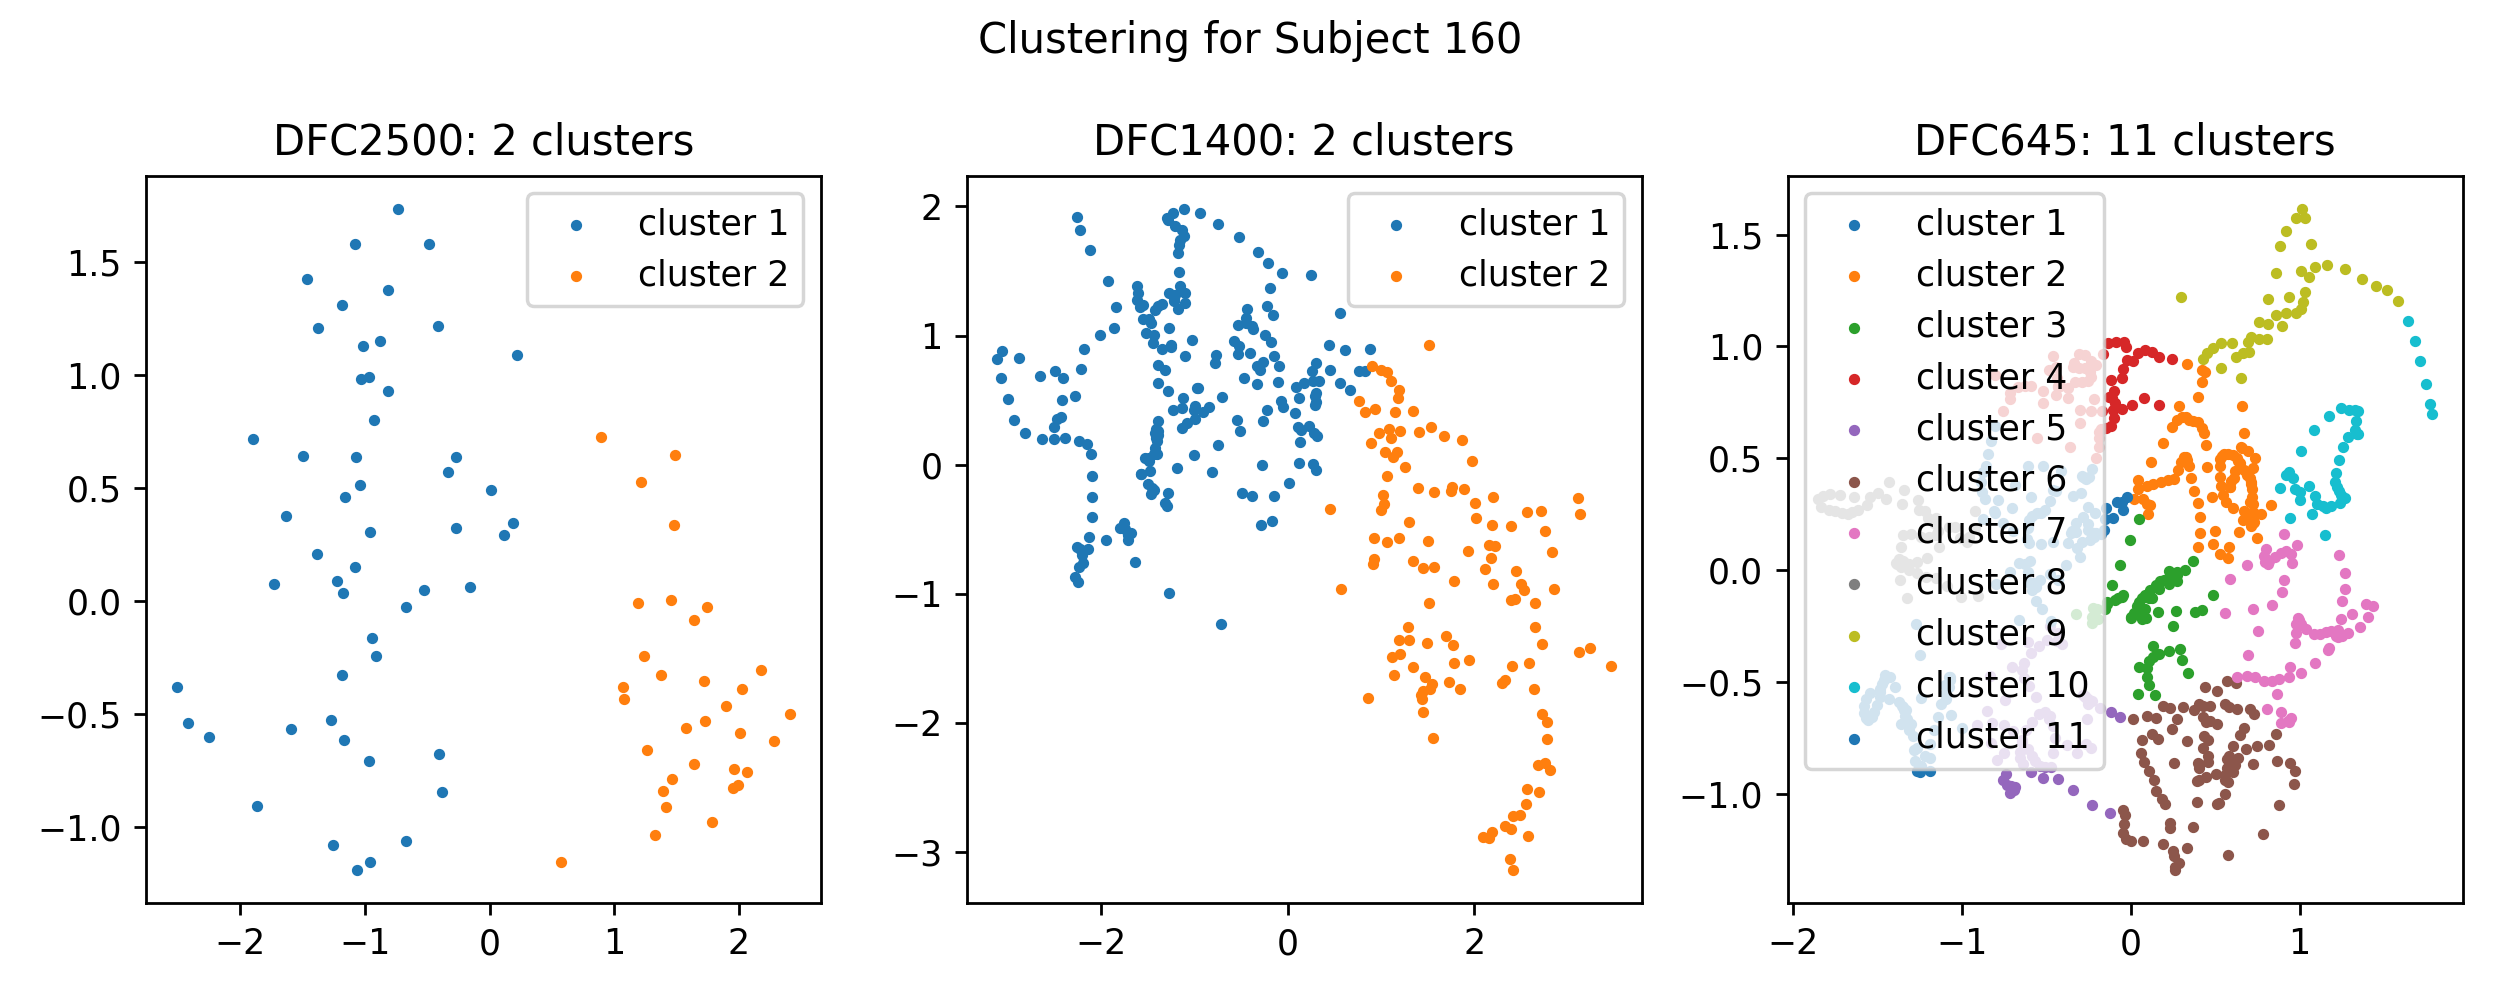 Clustering for Subject 160
DFC2500: 2 clusters
cluster 1
cluster 2
1.5
1.0
0.5
0.0
−0.5
−1.0
−2
−1
0
1
2
DFC1400: 2 clusters
cluster 1
cluster 2
2
1
0
−1
−2
−3
−2
0
2
DFC645: 11 clusters
cluster 1
cluster 2
cluster 3
cluster 4
cluster 5
cluster 6
cluster 7
cluster 8
cluster 9
cluster 10
cluster 11
1.5
1.0
0.5
0.0
−0.5
−1.0
−2
−1
0
1